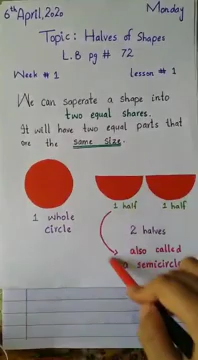 6th April, 2020
Monday
Topic: Halves of Shapes
L.B pg # 72
Week # 1
Lesson # 1
We can saperate a shape into
two equal shares.
It will have two equal parts that
are the same size.
1 whole
circle
1 half
1 half
2 halves
also called
a semicircle